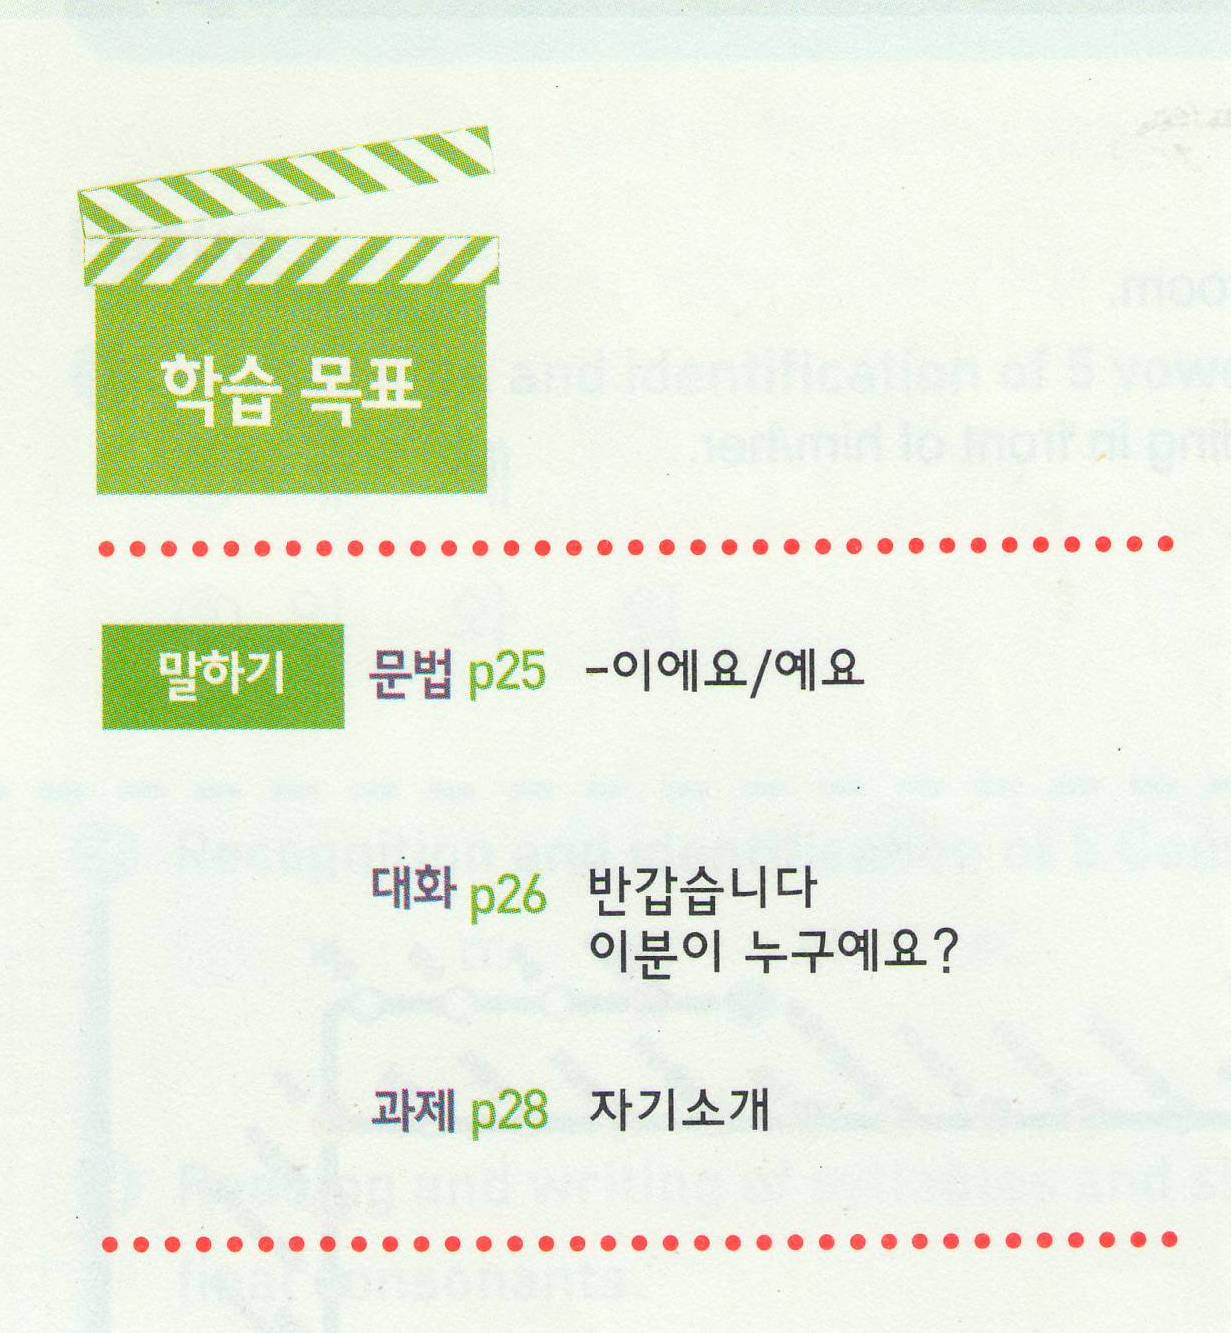 학습 목표
말하기 문법 p25 -이에요/예요
대화 p26 반갑습니다
이분이 누구예요?
과제 p28 자기소개